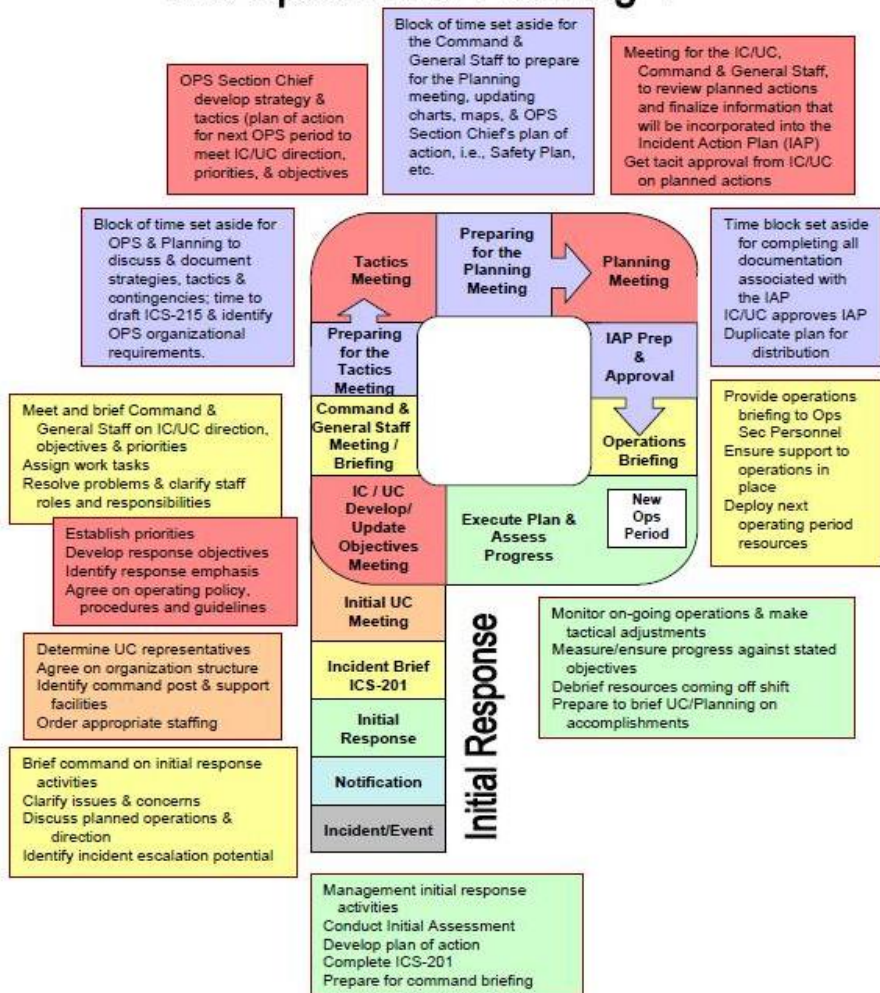 Block of time set aside for
the Command &
General Staff to prepare
for the Planning
meeting, updating
charts, maps, & OPS
Section Chief's plan of
action, i.e., Safety Plan,
etc.
OPS Section Chief
develop strategy &
tactics (plan of action
for next OPS period to
meet IC/UC direction,
priorities, & objectives
Meeting for the IC/UC,
Command & General Staff,
to review planned actions
and finalize information that
will be incorporated into the
Incident Action Plan (IAP)
Get tacit approval from IC/UC
on planned actions
Block of time set aside for
OPS & Planning to
discuss & document
strategies, tactics &
contingencies; time to
draft ICS-215 & identify
OPS organizational
requirements.
Tactics
Meeting
Preparing
for the
Planning
Meeting
Planning
Meeting
Time block set aside
for completing all
documentation
associated with
the IAP
IC/UC approves IAP
Duplicate plan for
distribution
Preparing
for the
Tactics
Meeting
IAP Prep
&
Approval
Meet and brief Command &
General Staff on IC/UC direction,
objectives & priorities
Assign work tasks
Resolve problems & clarify staff
roles and responsibilities
Command &
General Staff
Meeting /
Briefing
Operations
Briefing
Provide operations
briefing to Ops
Sec Personnel
Ensure support to
operations in
place
Deploy next
operating period
resources
Establish priorities
Develop response objectives
Identify response emphasis
Agree on operating policy,
procedures and guidelines
IC / UC
Develop/
Update
Objectives
Meeting
Execute Plan &
Assess
Progress
New
Ops
Period
Initial UC
Meeting
Determine UC representatives
Agree on organization structure
Identify command post & support
facilities
Order appropriate staffing
Incident Brief
ICS-201
Initial
Response
Notification
Incident/Event
Initial Response
Monitor on-going operations & make
tactical adjustments
Measure/ensure progress against stated
objectives
Debrief resources coming off shift
Prepare to brief UC/Planning on
accomplishments
Brief command on initial response
activities
Clarify issues & concerns
Discuss planned operations &
direction
Identify incident escalation potential
Management initial response
activities
Conduct Initial Assessment
Develop plan of action
Complete ICS-201
Prepare for command briefing